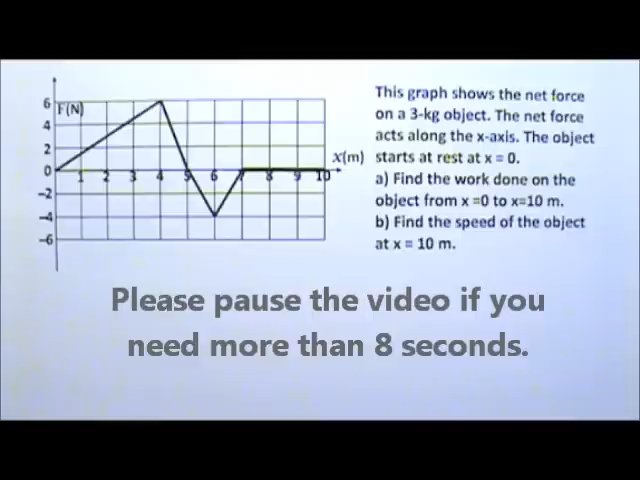 F(N)
6
4
2
0
−2
−4
−6
1 2 3 4 5 6 7 8 9 10
X(m)
This graph shows the net force
on a 3-kg object. The net force
acts along the x-axis. The object
starts at rest at x = 0.
a) Find the work done on the
object from x =0 to x=10 m.
b) Find the speed of the object
at x = 10 m.
Please pause the video if you
need more than 8 seconds.